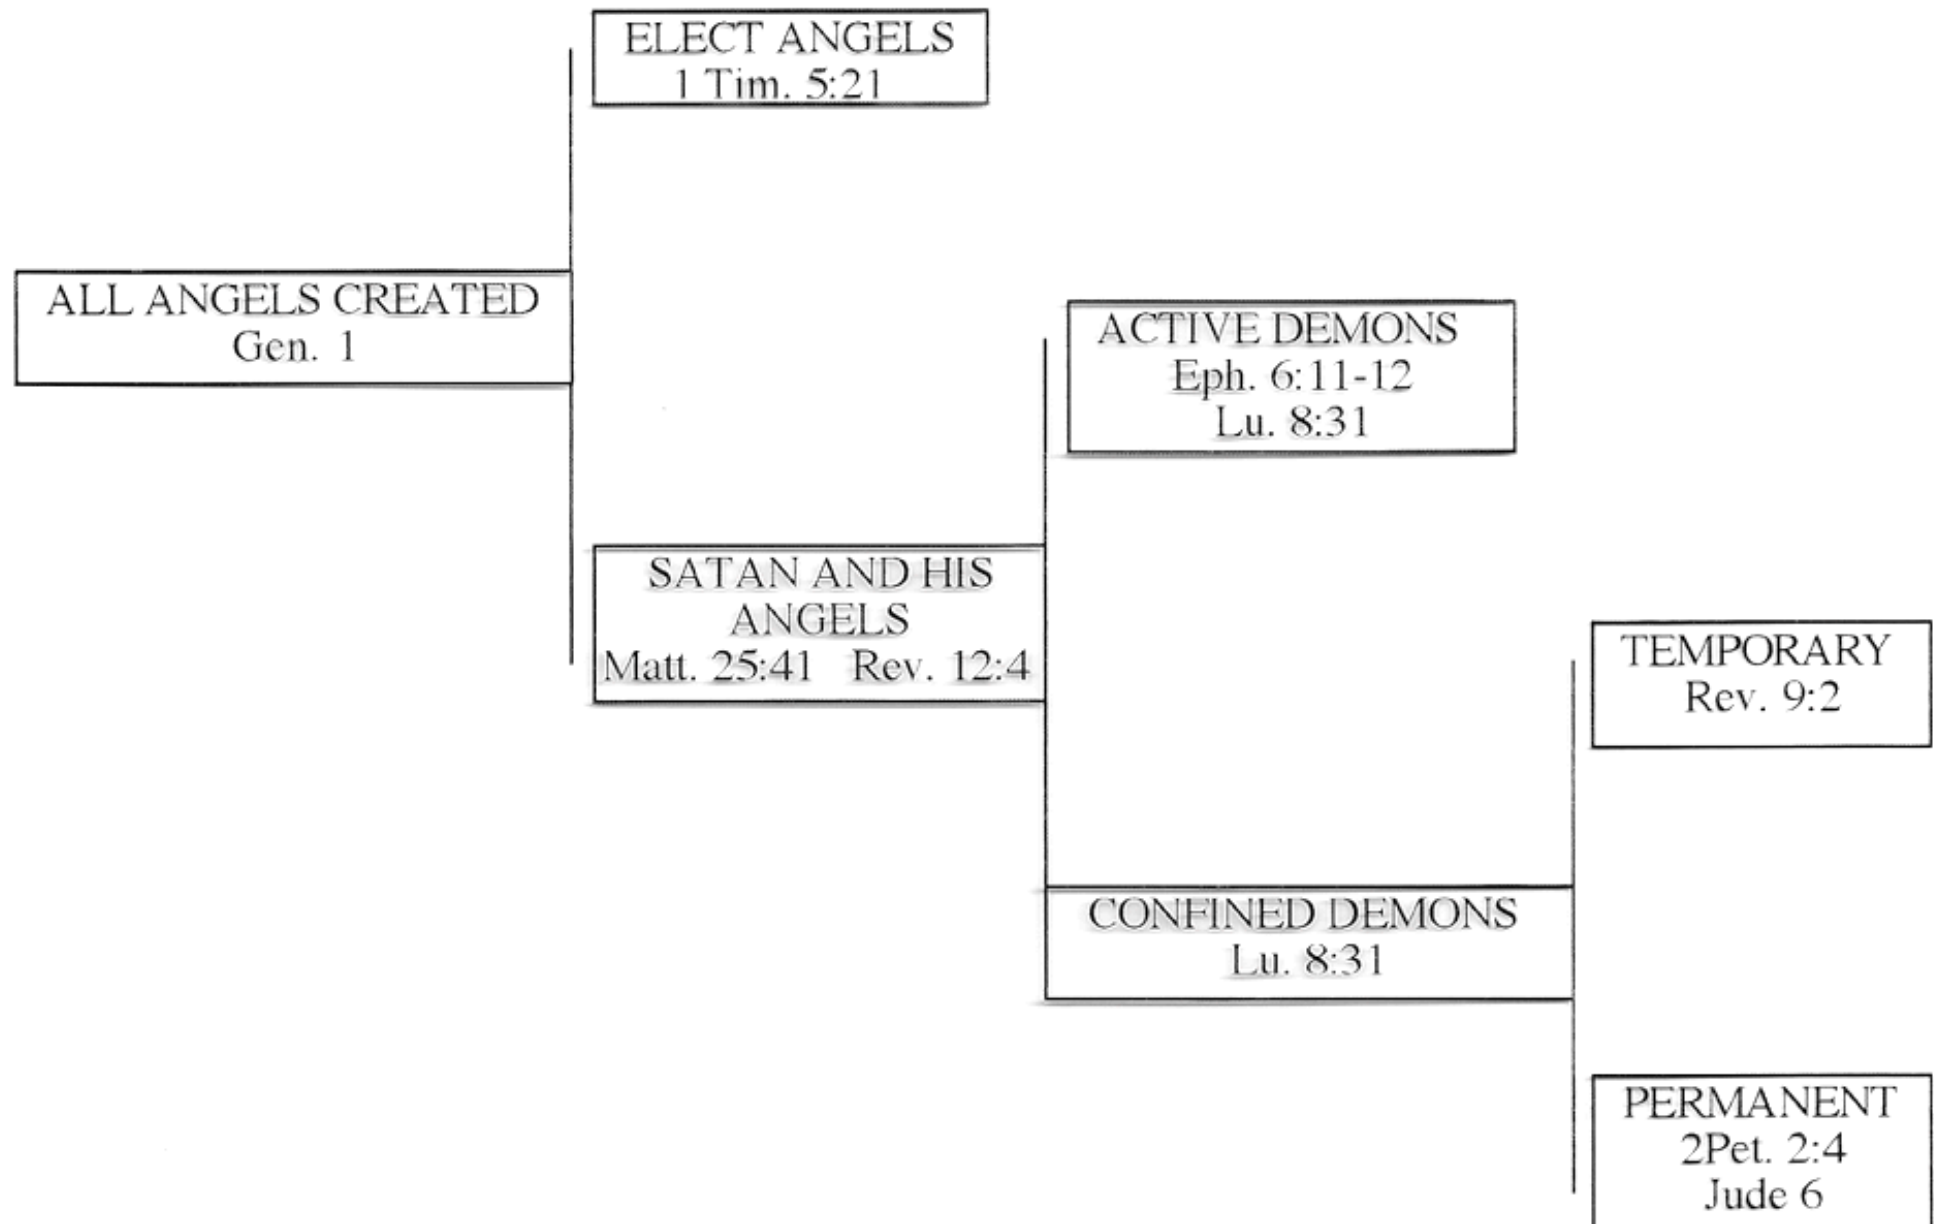 ELECT ANGELS
1 Tim. 5:21
ALL ANGELS CREATED
Gen. 1
ACTIVE DEMONS
Eph. 6:11-12
Lu. 8:31
SATAN AND HIS
ANGELS
Matt. 25:41 Rev. 12:4
TEMPORARY
Rev. 9:2
CONFINED DEMONS
Lu. 8:31
PERMANENT
2Pet. 2:4
Jude 6